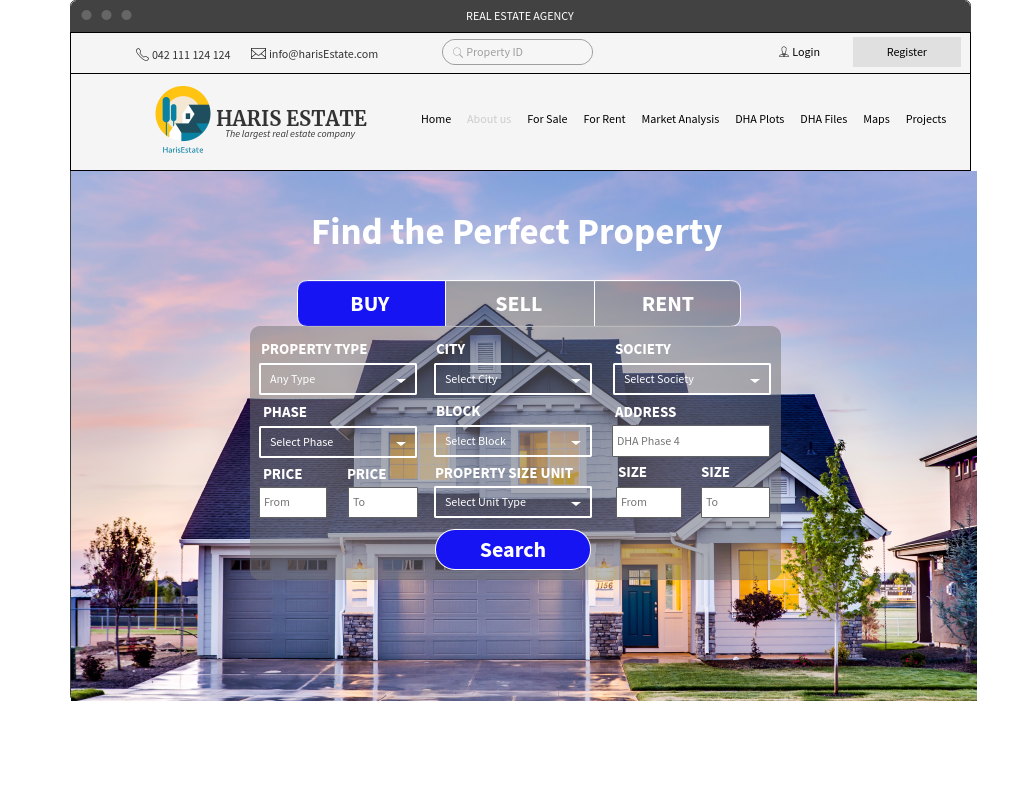 REAL ESTATE AGENCY
042 111 124 124 info@harisEstate.com Property ID Login Register
HARIS ESTATE
The largest real estate company
HarisEstate
Home About us For Sale For Rent Market Analysis DHA Plots DHA Files Maps Projects
Find the Perfect Property
BUY SELL RENT
PROPERTY TYPE CITY SOCIETY
Any Type Select City Select Society
PHASE BLOCK ADDRESS
Select Phase Select Block DHA Phase 4
PRICE PRICE PROPERTY SIZE UNIT SIZE SIZE
From To Select Unit Type From To
Search
1156